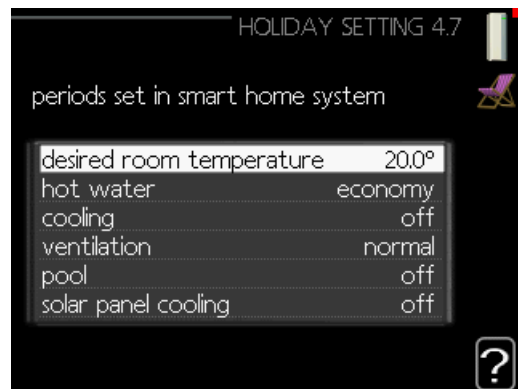 HOLIDAY SETTING 4.7
periods set in smart home system
desired room temperature 20.0°
hot water economy
cooling off
ventilation normal
pool off
solar panel cooling off
?